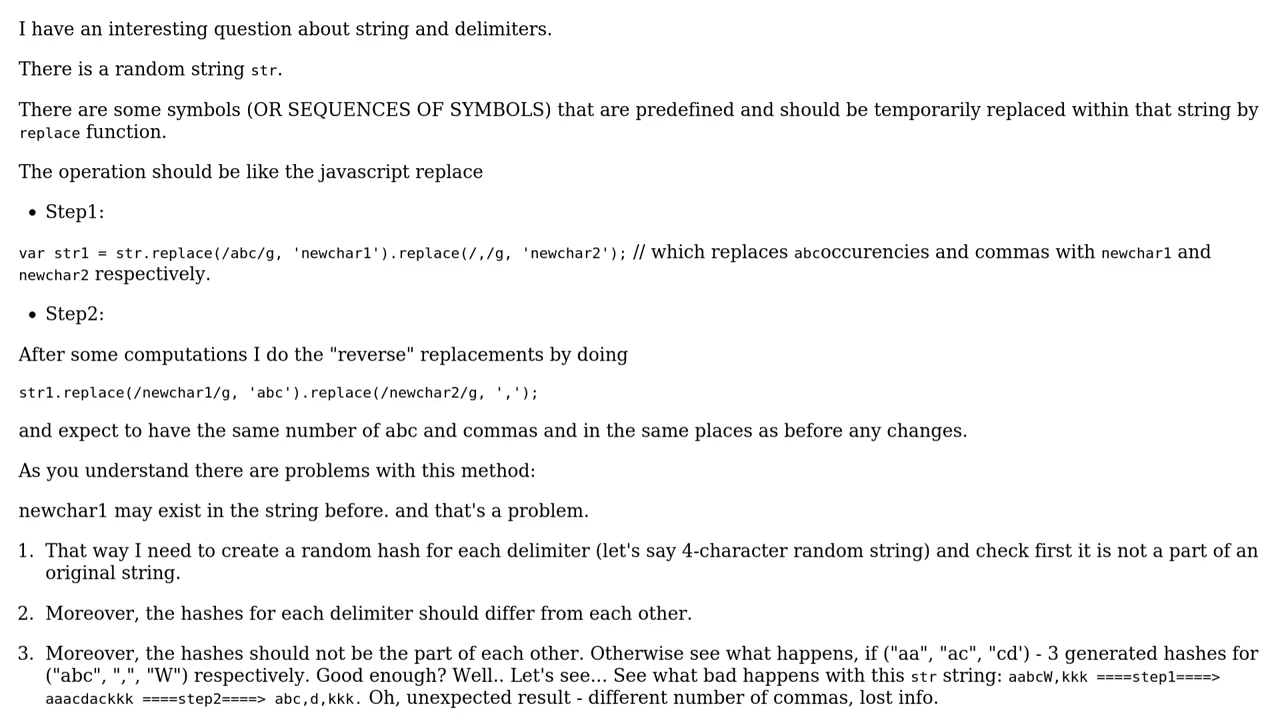 I have an interesting question about string and delimiters.
There is a random string str.
There are some symbols (OR SEQUENCES OF SYMBOLS) that are predefined and should be temporarily replaced within that string by
replace function.
The operation should be like the javascript replace
• Step1:
var str1 = str.replace(/abc/g, 'newchar1').replace(/,/g, 'newchar2'); // which replaces abcoccurencies and commas with newchar1 and
newchar2 respectively.
• Step2:
After some computations I do the "reverse" replacements by doing
str1.replace(/newchar1/g, 'abc').replace(/newchar2/g, ',');
and expect to have the same number of abc and commas and in the same places as before any changes.
As you understand there are problems with this method:
newchar1 may exist in the string before. and that's a problem.
1. That way I need to create a random hash for each delimiter (let's say 4-character random string) and check first it is not a part of an
original string.
2. Moreover, the hashes for each delimiter should differ from each other.
3. Moreover, the hashes should not be the part of each other. Otherwise see what happens, if ("aa", "ac", "cd') - 3 generated hashes for
("abc", ",", "W") respectively. Good enough? Well.. Let's see... See what bad happens with this str string: aabcW,kkk ====step1====>
aaacdackkk ====step2====> abc,d,kkk. Oh, unexpected result - different number of commas, lost info.